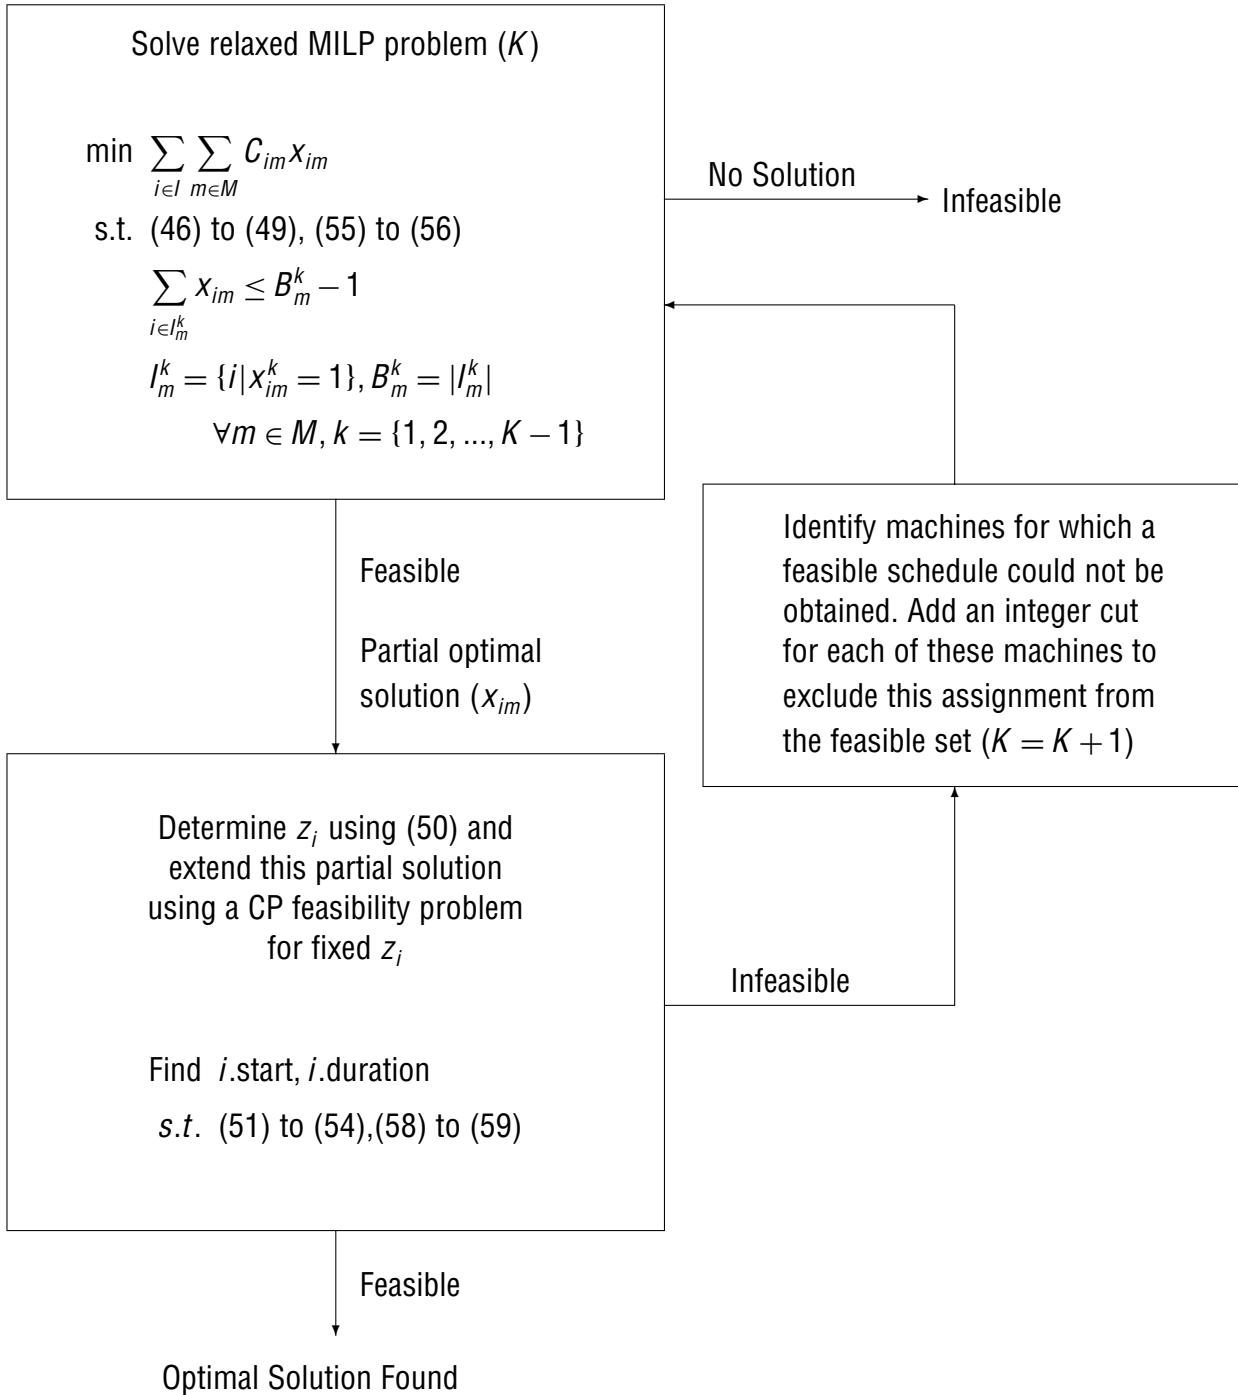 Solve relaxed MILP problem (K)
min ∑_{i∈I} ∑_{m∈M} C_{im} x_{im}
s.t. (46) to (49), (55) to (56)
∑_{i∈I_m^k} x_{im} ≤ B_m^k − 1
I_m^k = {i|x_{im}^k = 1}, B_m^k = |I_m^k|
∀m ∈ M, k = {1, 2, ..., K − 1}
No Solution
Infeasible
Feasible
Partial optimal
solution (x_{im})
Identify machines for which a
feasible schedule could not be
obtained. Add an integer cut
for each of these machines to
exclude this assignment from
the feasible set (K = K + 1)
Determine z_i using (50) and
extend this partial solution
using a CP feasibility problem
for fixed z_i
Find i.start, i.duration
s.t. (51) to (54),(58) to (59)
Infeasible
Feasible
Optimal Solution Found